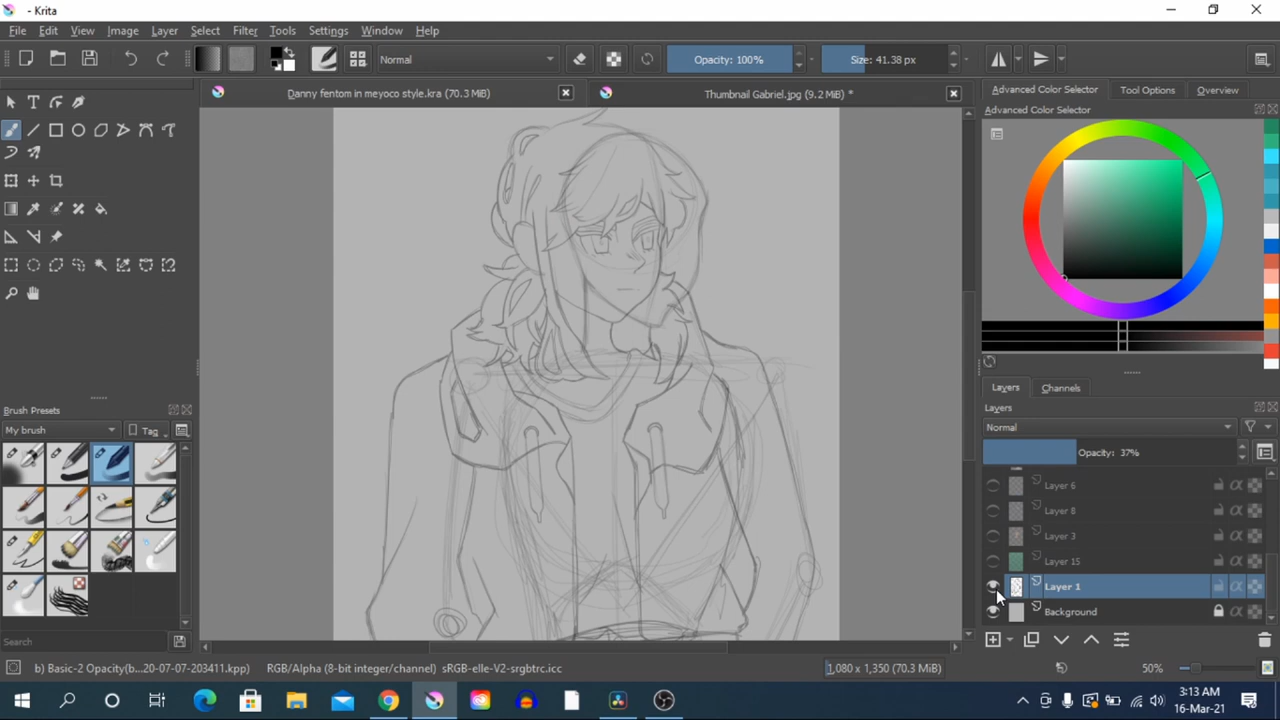 - Krita
File Edit View Image Layer Select Filter Tools Settings Window Help
Normal Opacity: 100% Size: 41.38 px
Danny fentom in meyoco style.kra (70.3 MiB) Thumbnail Gabriel.jpg (9.2 MiB) *
Advanced Color Selector Tool Options Overview
Advanced Color Selector
Layers Channels
Layers
Normal
Opacity: 37%
Layer 6
Layer 8
Layer 3
Layer 15
Layer 1
Background
Brush Presets
My brush Tag
Search
b) Basic-2 Opacity(b...20-07-07-203411.kpp) RGB/Alpha (8-bit integer/channel) sRGB-elle-V2-srgbtrc.icc 1,080 x 1,350 (70.3 MiB) 50%
3:13 AM
16-Mar-21